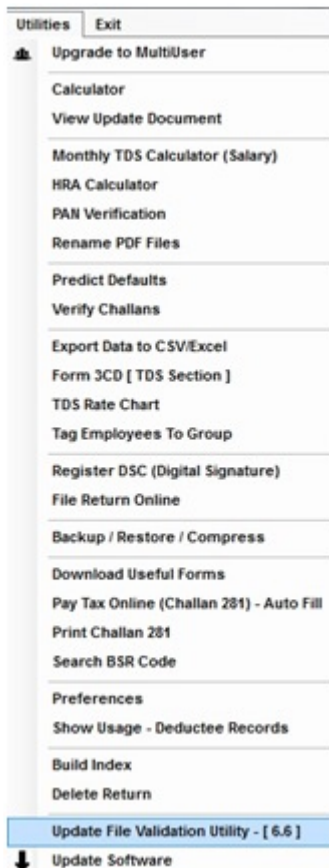 Utilities Exit
Upgrade to MultiUser
Calculator
View Update Document
Monthly TDS Calculator (Salary)
HRA Calculator
PAN Verification
Rename PDF Files
Predict Defaults
Verify Challans
Export Data to CSV/Excel
Form 3CD [ TDS Section ]
TDS Rate Chart
Tag Employees To Group
Register DSC (Digital Signature)
File Return Online
Backup / Restore / Compress
Download Useful Forms
Pay Tax Online (Challan 281) - Auto Fill
Print Challan 281
Search BSR Code
Preferences
Show Usage - Deductee Records
Build Index
Delete Return
Update File Validation Utility - [ 6.6 ]
Update Software